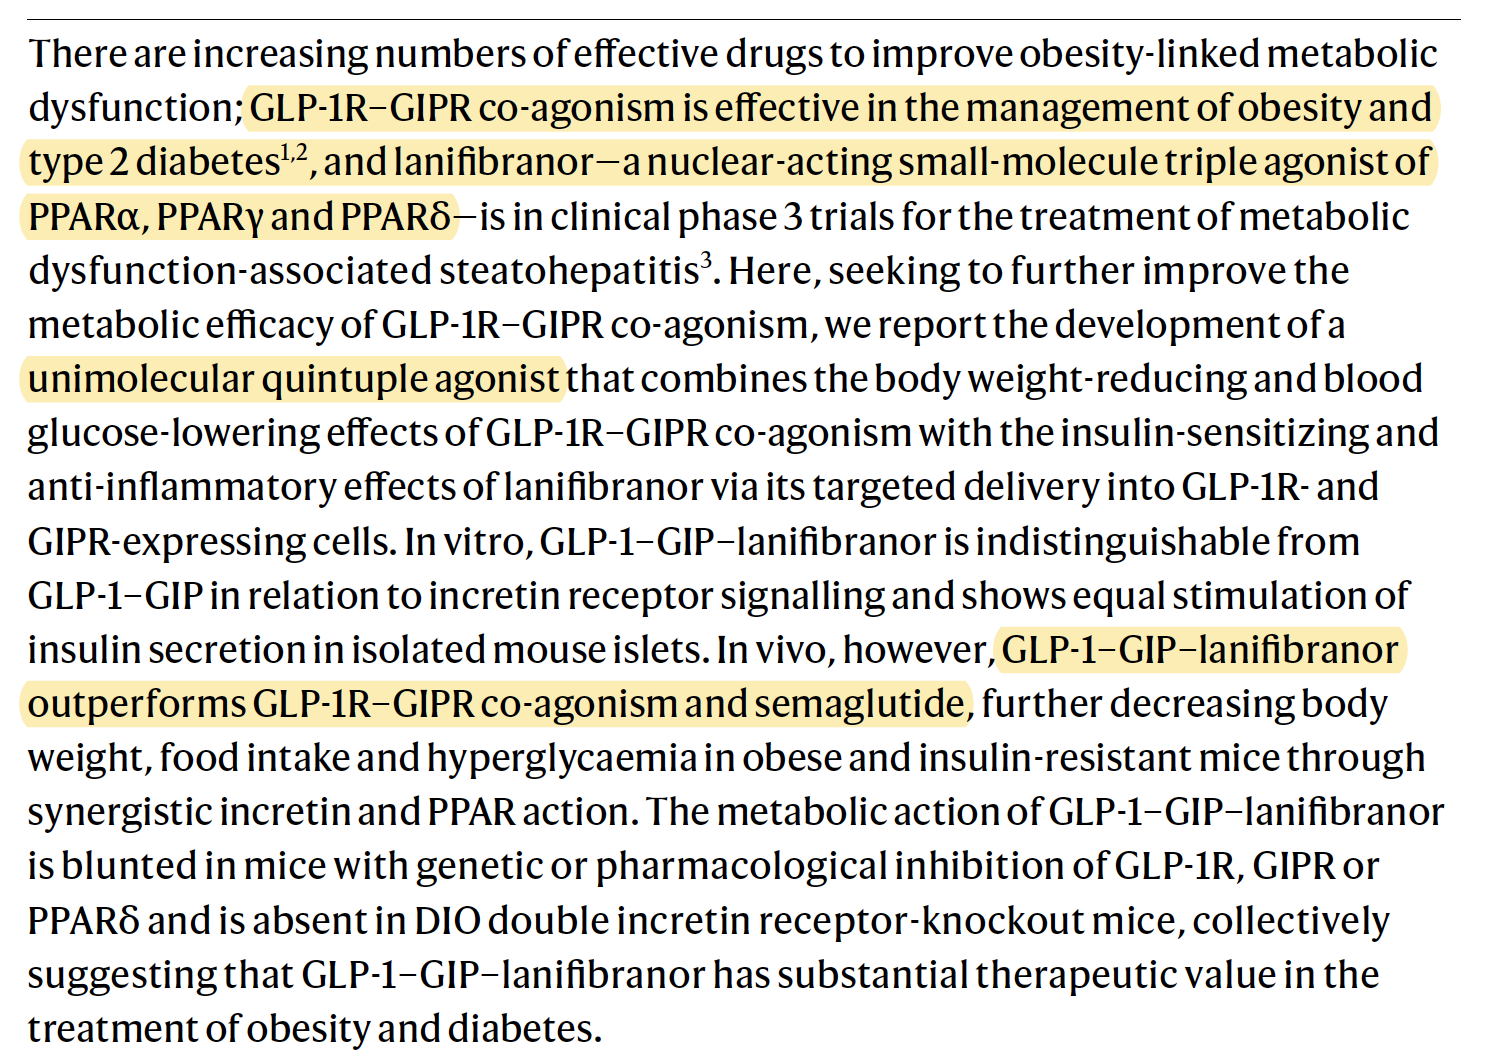 There are increasing numbers of effective drugs to improve obesity-linked metabolic
dysfunction; GLP-1R–GIPR co-agonism is effective in the management of obesity and
type 2 diabetes1,2, and lanifibranor—a nuclear-acting small-molecule triple agonist of
PPARα, PPARγ and PPARδ—is in clinical phase 3 trials for the treatment of metabolic
dysfunction-associated steatohepatitis3. Here, seeking to further improve the
metabolic efficacy of GLP-1R–GIPR co-agonism, we report the development of a
unimolecular quintuple agonist that combines the body weight-reducing and blood
glucose-lowering effects of GLP-1R–GIPR co-agonism with the insulin-sensitizing and
anti-inflammatory effects of lanifibranor via its targeted delivery into GLP-1R- and
GIPR-expressing cells. In vitro, GLP-1–GIP–lanifibranor is indistinguishable from
GLP-1–GIP in relation to incretin receptor signalling and shows equal stimulation of
insulin secretion in isolated mouse islets. In vivo, however, GLP-1–GIP–lanifibranor
outperforms GLP-1R–GIPR co-agonism and semaglutide, further decreasing body
weight, food intake and hyperglycaemia in obese and insulin-resistant mice through
synergistic incretin and PPAR action. The metabolic action of GLP-1–GIP–lanifibranor
is blunted in mice with genetic or pharmacological inhibition of GLP-1R, GIPR or
PPARδ and is absent in DIO double incretin receptor-knockout mice, collectively
suggesting that GLP-1–GIP–lanifibranor has substantial therapeutic value in the
treatment of obesity and diabetes.